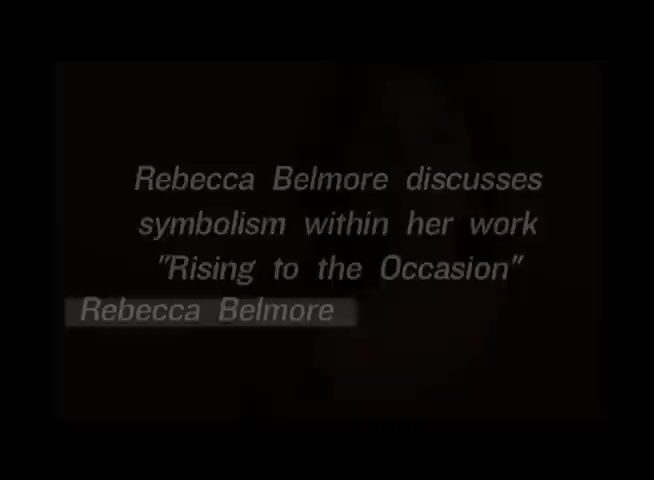 Rebecca Belmore discusses
symbolism within her work
"Rising to the Occasion"
Rebecca Belmore